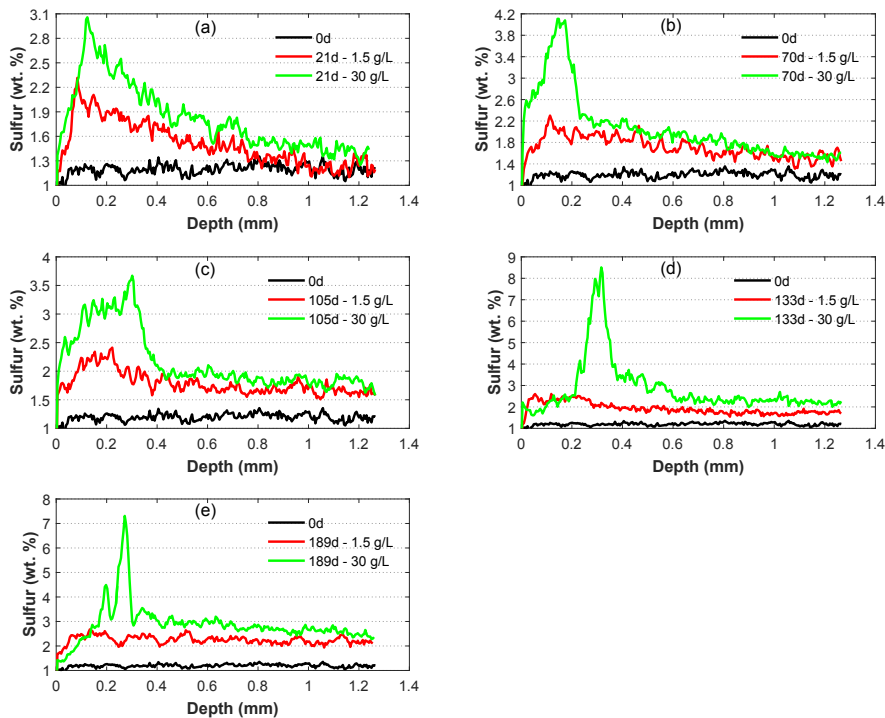 (a)
Sulfur (wt. %)
3.1
2.8
2.5
2.2
1.9
1.6
1.3
1
0d
21d - 1.5 g/L
21d - 30 g/L
0 0.2 0.4 0.6 0.8 1 1.2 1.4
Depth (mm)
(b)
Sulfur (wt. %)
4.2
3.8
3.4
3
2.6
2.2
1.8
1.4
1
0d
70d - 1.5 g/L
70d - 30 g/L
0 0.2 0.4 0.6 0.8 1 1.2 1.4
Depth (mm)
(c)
Sulfur (wt. %)
4
3.5
3
2.5
2
1.5
1
0d
105d - 1.5 g/L
105d - 30 g/L
0 0.2 0.4 0.6 0.8 1 1.2 1.4
Depth (mm)
(d)
Sulfur (wt. %)
9
8
7
6
5
4
3
2
1
0d
133d - 1.5 g/L
133d - 30 g/L
0 0.2 0.4 0.6 0.8 1 1.2 1.4
Depth (mm)
(e)
Sulfur (wt. %)
8
7
6
5
4
3
2
1
0d
189d - 1.5 g/L
189d - 30 g/L
0 0.2 0.4 0.6 0.8 1 1.2 1.4
Depth (mm)